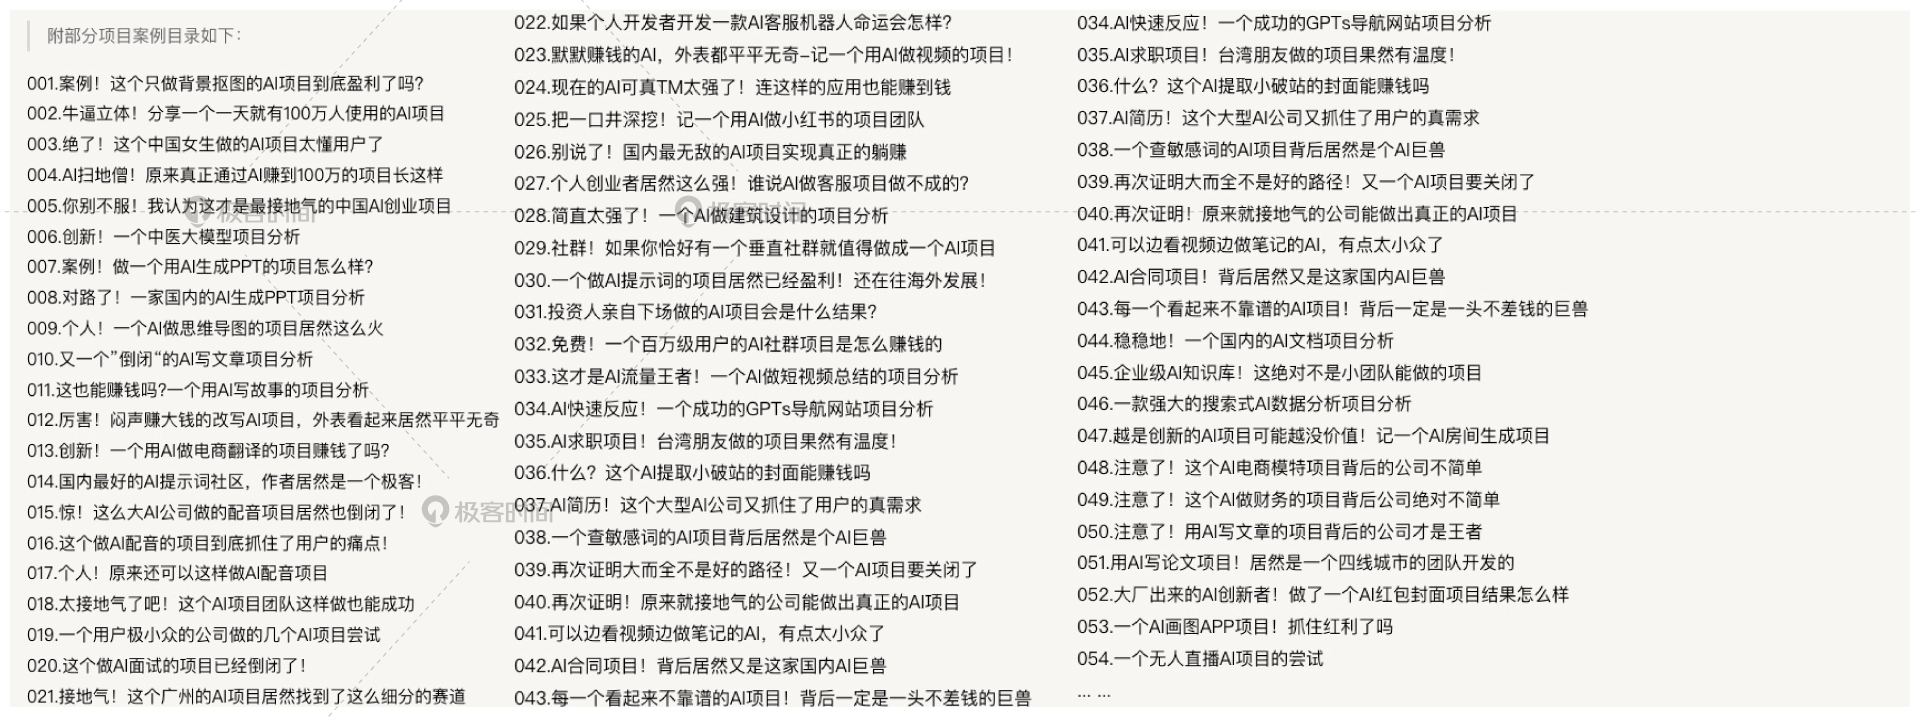 附部分项目案例目录如下：
001.案例！这个只做背景抠图的AI项目到底盈利了吗?
002.牛逼立体！分享一个一天就有100万人使用的AI项目
003.绝了！这个中国女生做的AI项目太懂用户了
004.AI扫地僧！原来真正通过AI赚到100万的项目长这样
005.你别不服！我认为这才是最接地气的中国AI创业项目
006.创新！一个中医大模型项目分析
007.案例！做一个用AI生成PPT的项目怎么样?
008.对路了！一家国内的AI生成PPT项目分析
009.个人！一个AI做思维导图的项目居然这么火
010.又一个”倒闭“的AI写文章项目分析
011.这也能赚钱吗?一个用AI写故事的项目分析
012.厉害！闷声赚大钱的改写AI项目，外表看起来居然平平无奇
013.创新！一个用AI做电商翻译的项目赚钱了吗?
014.国内最好的AI提示词社区，作者居然是一个极客！
015.惊！这么大AI公司做的配音项目居然也倒闭了！
016.这个做AI配音的项目到底抓住了用户的痛点！
017.个人！原来还可以这样做AI配音项目
018.太接地气了吧！这个AI项目团队这样做也能成功
019.一个用户极小众的公司做的几个AI项目尝试
020.这个做AI面试的项目已经倒闭了！
021.接地气！这个广州的AI项目居然找到了这么细分的赛道
022.如果个人开发者开发一款AI客服机器人命运会怎样?
023.默默赚钱的AI，外表都平平无奇–记一个用AI做视频的项目！
024.现在的AI可真TM太强了！连这样的应用也能赚到钱
025.把一口井深挖！记一个用AI做小红书的项目团队
026.别说了！国内最无敌的AI项目实现真正的躺赚
027.个人创业者居然这么强！谁说AI做客服项目做不成的?
028.简直太强了！一个AI做建筑设计的项目分析
029.社群！如果你恰好有一个垂直社群就值得做成一个AI项目
030.一个做AI提示词的项目居然已经盈利！还在往海外发展！
031.投资人亲自下场做的AI项目会是什么结果?
032.免费！一个百万级用户的AI社群项目是怎么赚钱的
033.这才是AI流量王者！一个AI做短视频总结的项目分析
034.AI快速反应！一个成功的GPTs导航网站项目分析
035.AI求职项目！台湾朋友做的项目果然有温度！
036.什么？这个AI提取小破站的封面能赚钱吗
037.AI简历！这个大型AI公司又抓住了用户的真需求
038.一个查敏感词的AI项目背后居然是个AI巨兽
039.再次证明大而全不是好的路径！又一个AI项目要关闭了
040.再次证明！原来就接地气的公司能做出真正的AI项目
041.可以边看视频边做笔记的AI，有点太小众了
042.AI合同项目！背后居然又是这家国内AI巨兽
043.每一个看起来不靠谱的AI项目！背后一定是一头不差钱的巨兽
034.AI快速反应！一个成功的GPTs导航网站项目分析
035.AI求职项目！台湾朋友做的项目果然有温度！
036.什么？这个AI提取小破站的封面能赚钱吗
037.AI简历！这个大型AI公司又抓住了用户的真需求
038.一个查敏感词的AI项目背后居然是个AI巨兽
039.再次证明大而全不是好的路径！又一个AI项目要关闭了
040.再次证明！原来就接地气的公司能做出真正的AI项目
041.可以边看视频边做笔记的AI，有点太小众了
042.AI合同项目！背后居然又是这家国内AI巨兽
043.每一个看起来不靠谱的AI项目！背后一定是一头不差钱的巨兽
044.稳稳地！一个国内的AI文档项目分析
045.企业级AI知识库！这绝对不是小团队能做的项目
046.一款强大的搜索式AI数据分析项目分析
047.越是创新的AI项目可能越没价值！记一个AI房间生成项目
048.注意了！这个AI电商模特项目背后的公司不简单
049.注意了！这个AI做财务的项目背后公司绝对不简单
050.注意了！用AI写文章的项目背后的公司才是王者
051.用AI写论文项目！居然是一个四线城市的团队开发的
052.大厂出来的AI创新者！做了一个AI红包封面项目结果怎么样
053.一个AI画图APP项目！抓住红利了吗
054.一个无人直播AI项目的尝试
... ...
极客时间
极客时间
极客时间